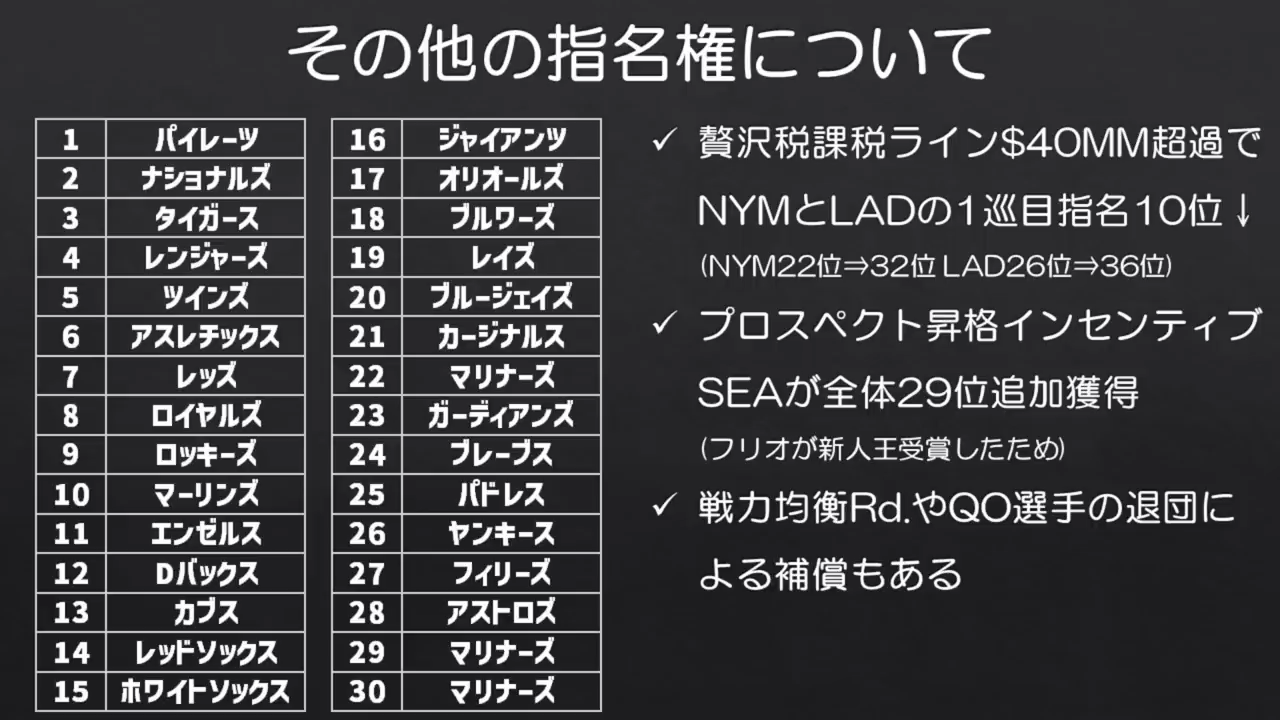 その他の指名権について
1 パイレーツ
2 ナショナルズ
3 タイガース
4 レンジャーズ
5 ツインズ
6 アスレチックス
7 レッズ
8 ロイヤルズ
9 ロッキーズ
10 マーリンズ
11 エンゼルス
12 Dバックス
13 カブス
14 レッドソックス
15 ホワイトソックス
16 ジャイアンツ
17 オリオールズ
18 ブルワーズ
19 レイズ
20 ブルージェイズ
21 カージナルス
22 マリナーズ
23 ガーディアンズ
24 ブレーブス
25 パドレス
26 ヤンキース
27 フィリーズ
28 アストロズ
29 マリナーズ
30 マリナーズ
✓ 贅沢税課税ライン$40MM超過で
NYMとLADの1巡目指名10位↓
(NYM22位⇒32位 LAD26位⇒36位)
✓ プロスペクト昇格インセンティブ
SEAが全体29位追加獲得
(フリオが新人王受賞したため)
✓ 戦力均衡Rd.やQO選手の退団に
よる補償もある